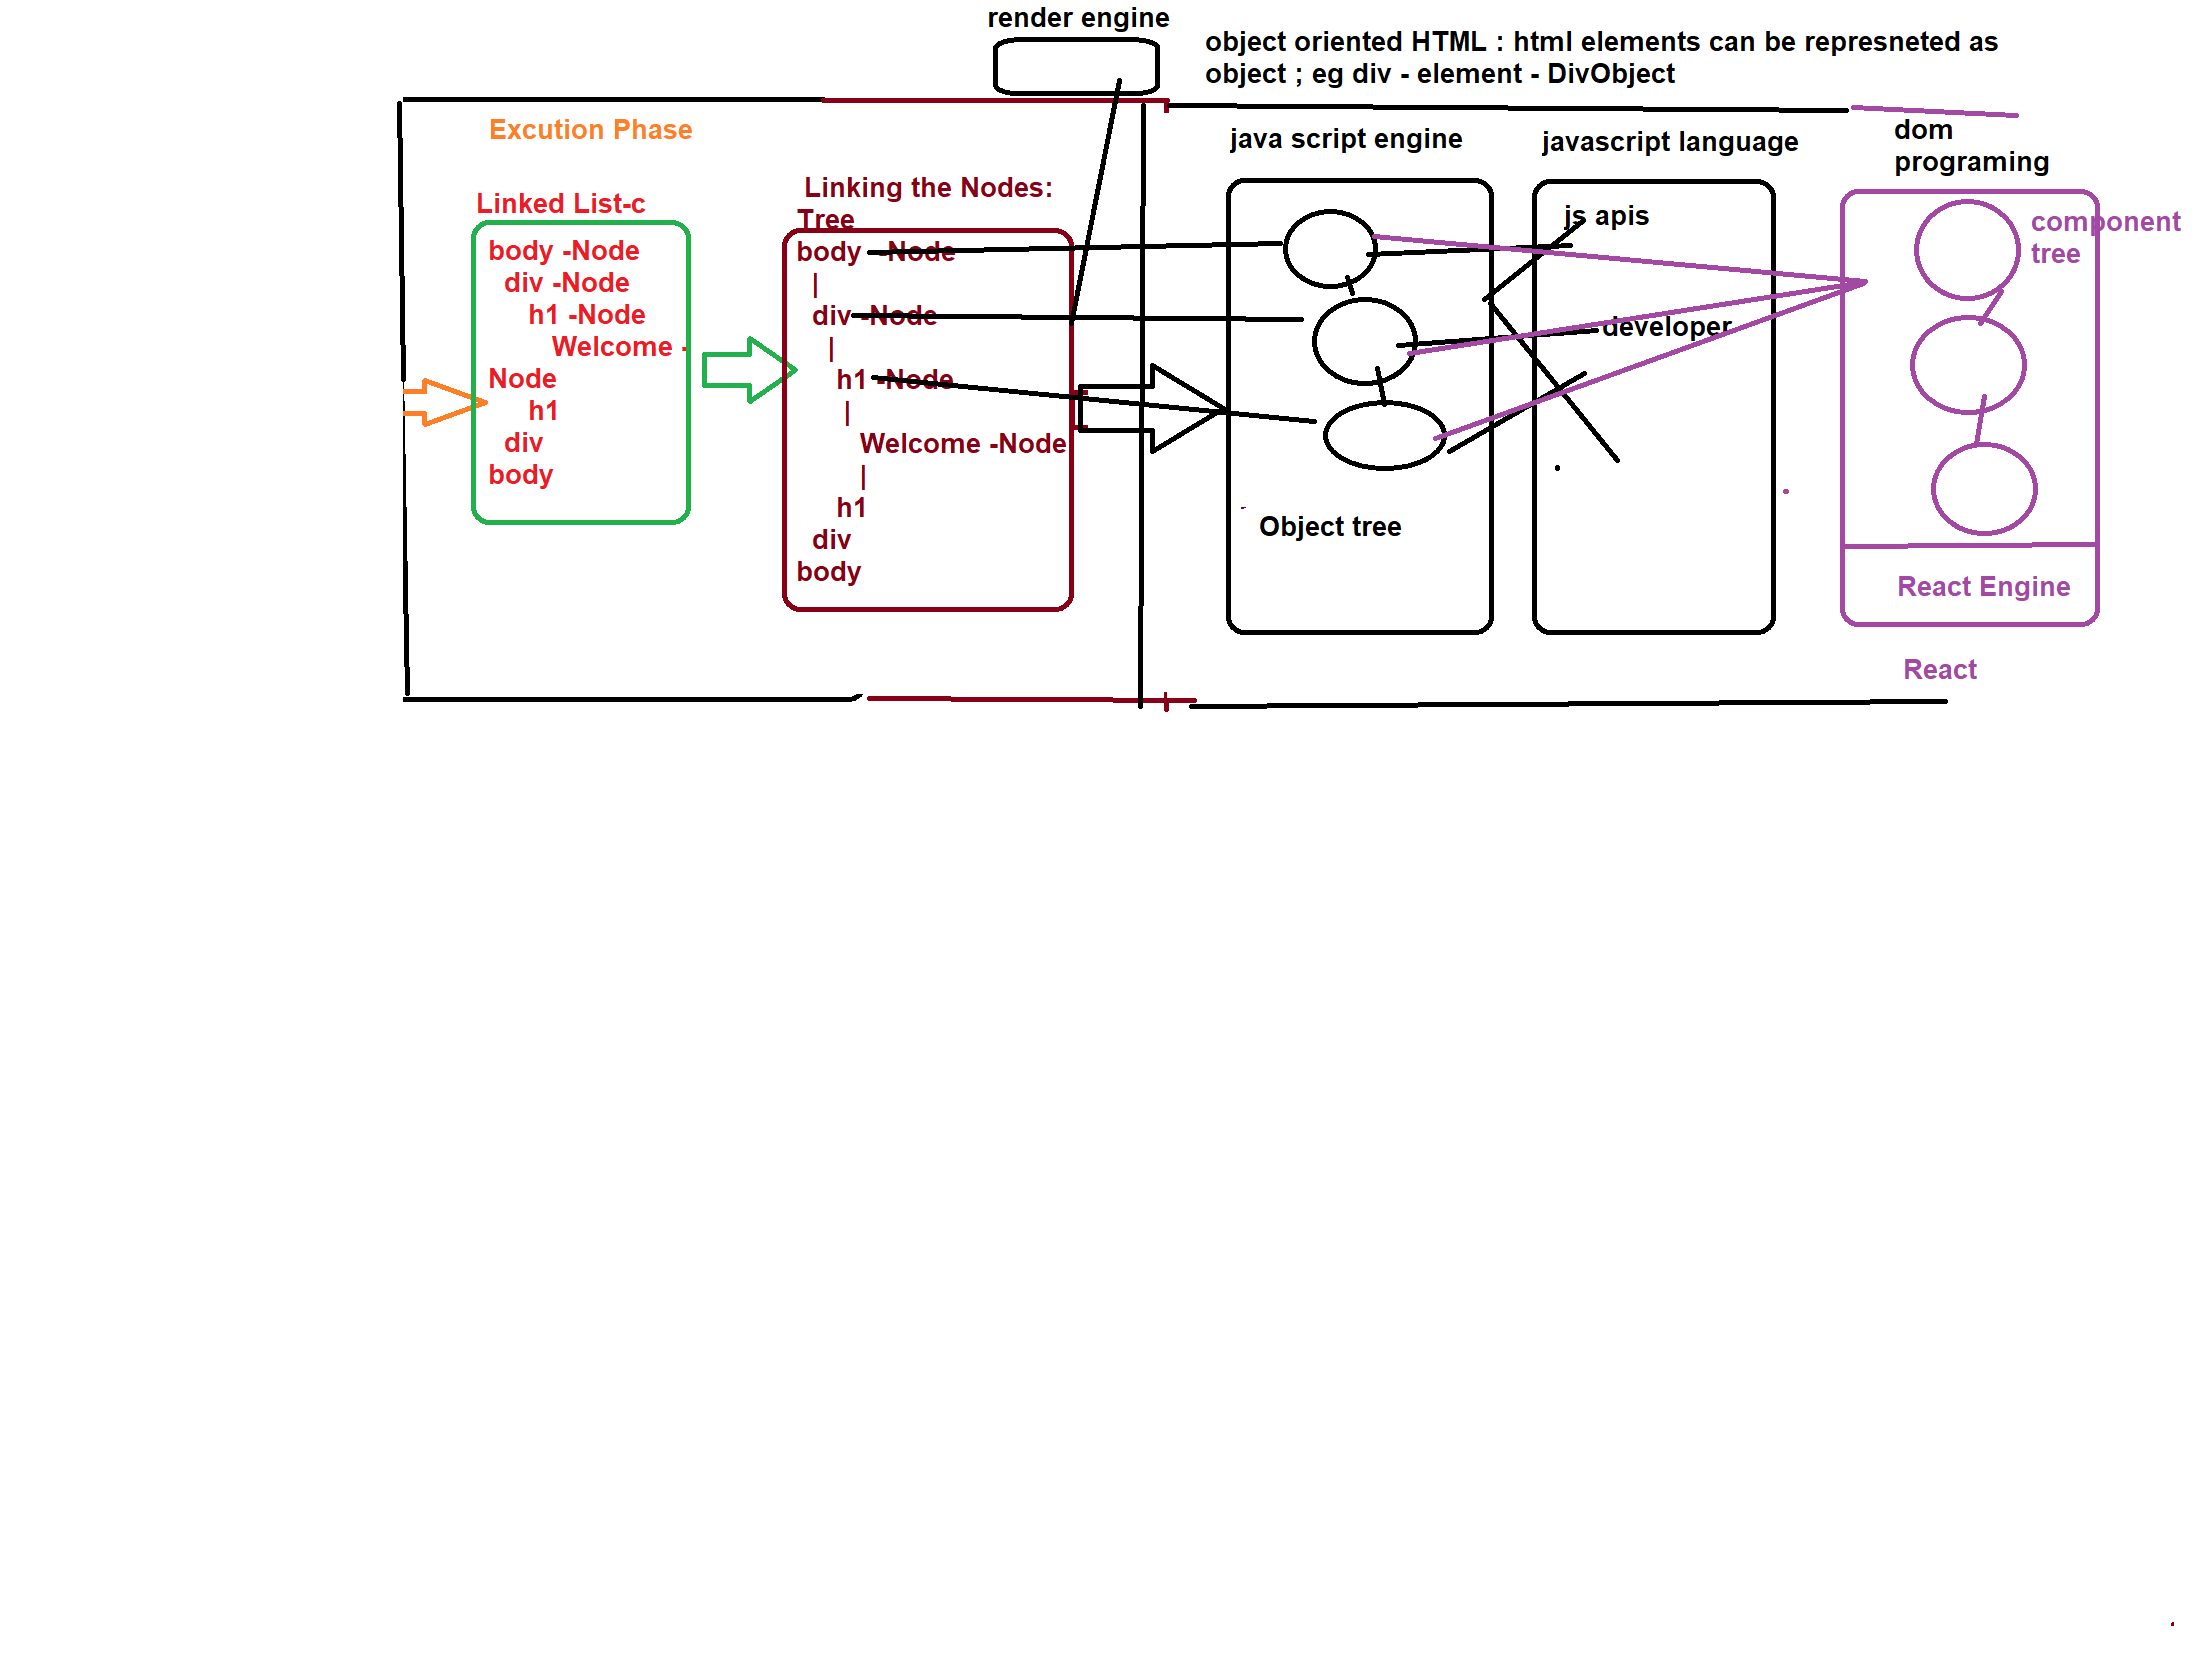 render engine
object oriented HTML : html elements can be represneted as
object ; eg div - element - DivObject
Excution Phase
java script engine
javascript language
dom
programing
Linked List-c
body -Node
div -Node
h1 -Node
Welcome -
Node
h1
div
body
Linking the Nodes:
Tree
body -Node
|
div -Node
|
h1 -Node
|
Welcome -Node
|
h1
div
body
Object tree
js apis
developer
component
tree
React Engine
React